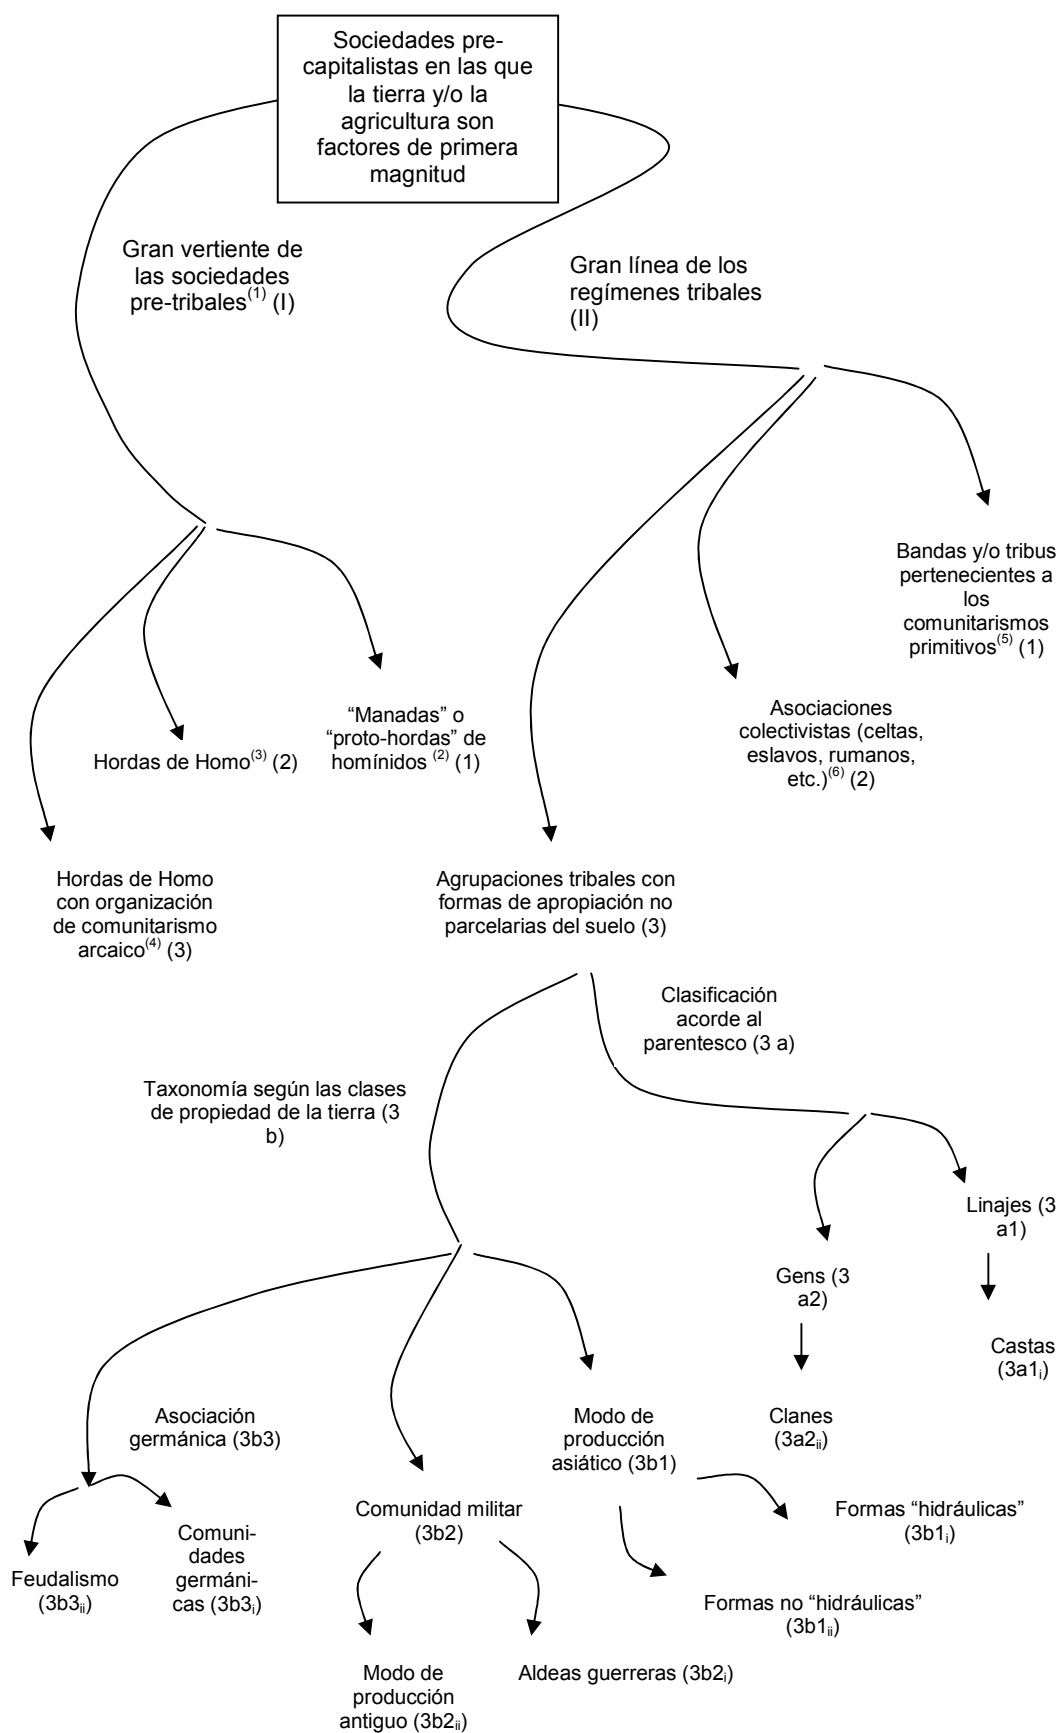 Sociedades pre-
capitalistas en las que
la tierra y/o la
agricultura son
factores de primera
magnitud
Gran vertiente de
las sociedades
pre-tribales(1) (I)
Gran línea de los
regímenes tribales
(II)
Bandas y/o tribus
pertenecientes a
los
comunitarismos
primitivos(5) (1)
Asociaciones
colectivistas (celtas,
eslavos, rumanos,
etc.)(6) (2)
“Manadas” o
“proto-hordas” de
homínidos (2) (1)
Hordas de Homo(3) (2)
Hordas de Homo
con organización
de comunitarismo
arcaico(4) (3)
Agrupaciones tribales con
formas de apropiación no
parcelarias del suelo (3)
Clasificación
acorde al
parentesco (3 a)
Taxonomía según las clases
de propiedad de la tierra (3
b)
Linajes (3
a1)
Gens (3
a2)
Castas
(3a1i)
Clanes
(3a2ii)
Asociación
germánica (3b3)
Modo de
producción
asiático (3b1)
Comunidad militar
(3b2)
Formas “hidráulicas”
(3b1i)
Comuni-
dades
germáni-
cas (3b3i)
Feudalismo
(3b3ii)
Formas no “hidráulicas”
(3b1ii)
Modo de
producción
antiguo (3b2ii)
Aldeas guerreras (3b2i)